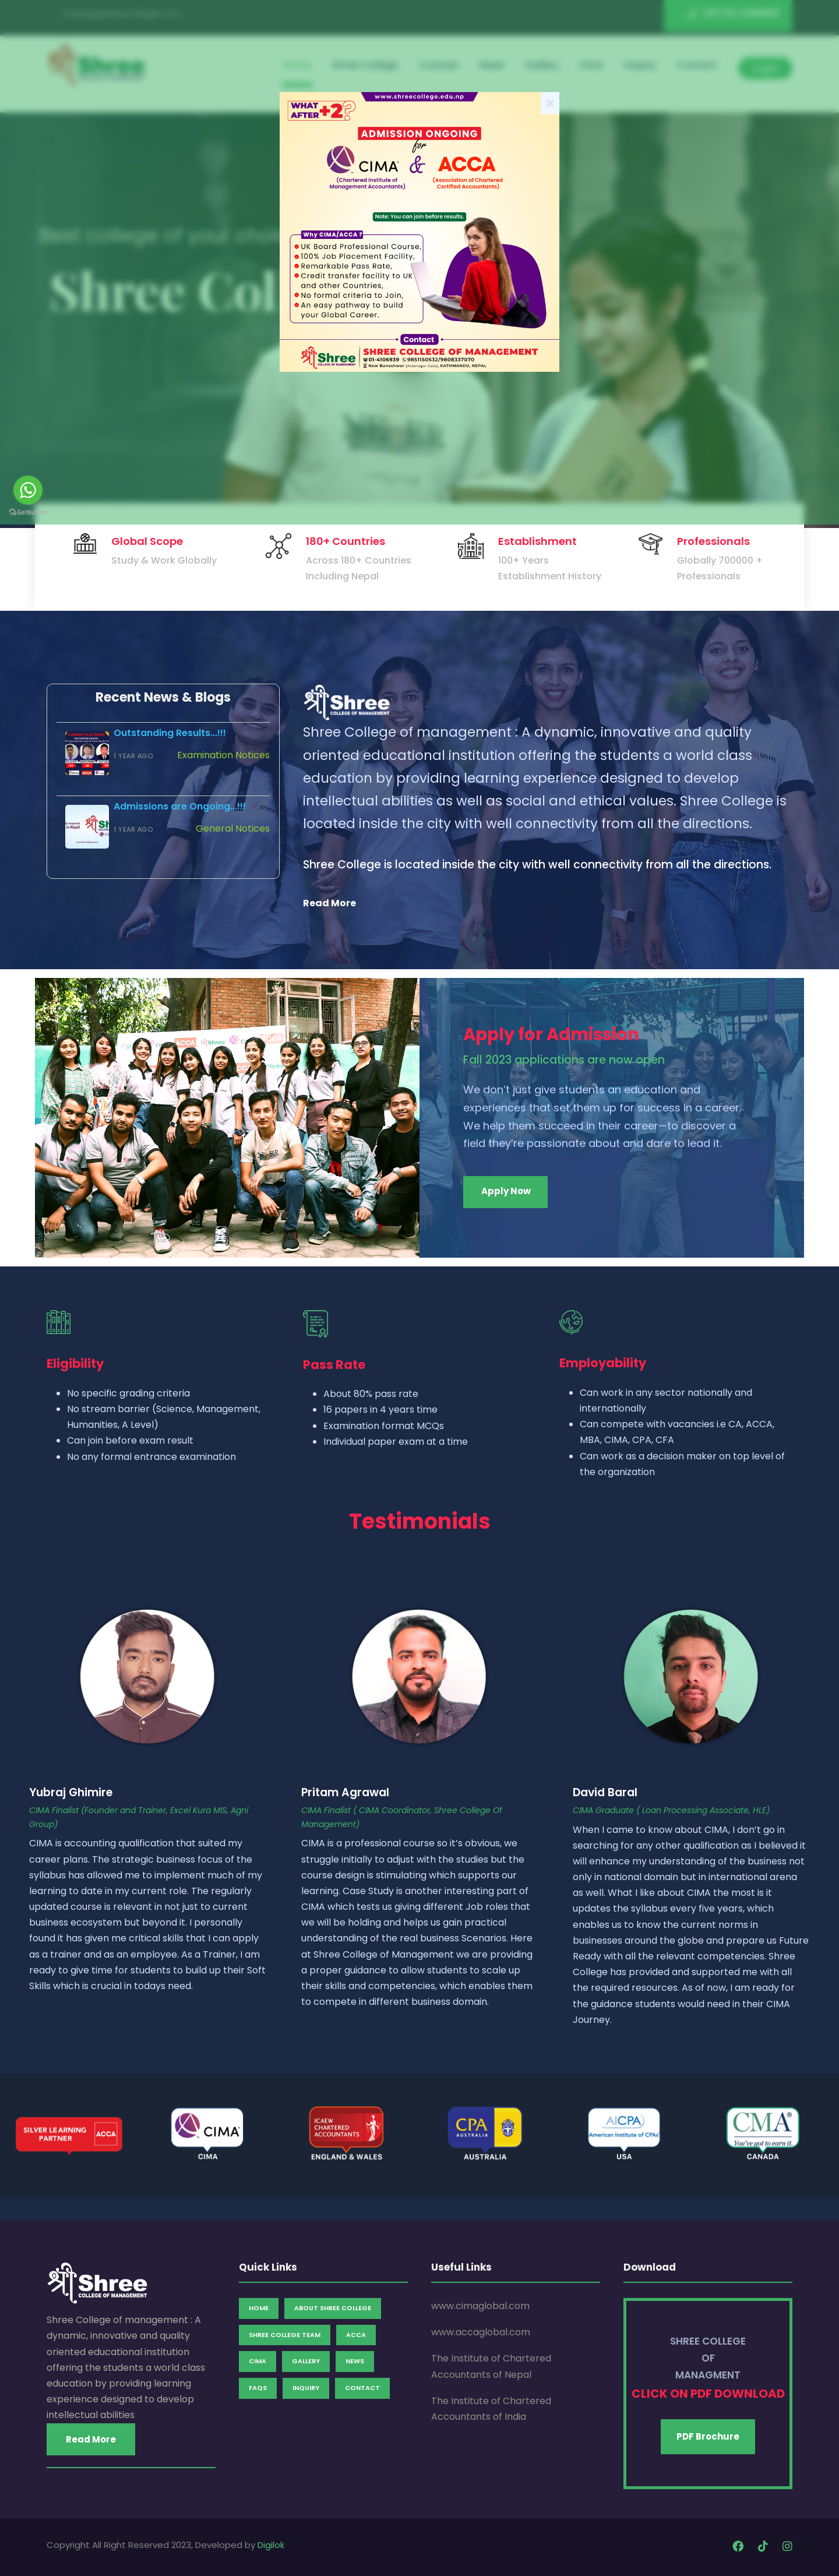 www.shreecollege.edu.np
WHAT
AFTER +2?
×
ADMISSION ONGOING
for
CIMA & ACCA
(Chartered Institute of
Management Accountants)
(Association of Chartered
Certified Accountants)
Note: You can join before results.
Why CIMA/ACCA ?
UK Board Professional Course,
100% Job Placement Facility,
Remarkable Pass Rate,
Credit transfer facility to UK
and other Countries,
No formal criteria to Join,
An easy pathway to build
your Global Career.
Contact
Shree
COLLEGE OF MANAGEMENT
SHREE COLLEGE OF MANAGEMENT
01-4106939 9851150532/9808337070
New Baneshwor (Aloknagar Gate), KATHMANDU, NEPAL
Shree Col
Global Scope
Study & Work Globally
180+ Countries
Across 180+ Countries
Including Nepal
Establishment
100+ Years
Establishment History
Professionals
Globally 700000 +
Professionals
Recent News & Blogs
Outstanding Results...!!!
1 YEAR AGO
Examination Notices
Admissions are Ongoing...!!!
1 YEAR AGO
General Notices
श्री Shree
COLLEGE OF MANAGEMENT
Shree College of management : A
dynamic, innovative and quality
oriented educational institution offering the students a world class
education by providing learning experience designed to develop
intellectual abilities as well as social and ethical values. Shree College is
located inside the city with well connectivity from all the directions.
Shree College is located inside the city with well connectivity from all the directions.
Read More
Apply for Admission
Fall 2023 applications are now open
We don't just give students an education and
experiences that set them up for success in a career.
We help them succeed in their career—to discover a
field they're passionate about and dare to lead it.
Apply Now
Eligibility
No specific grading criteria
No stream barrier (Science, Management,
Humanities, A Level)
Can join before exam result
No any formal entrance examination
Pass Rate
About 80% pass rate
16 papers in 4 years time
Examination format MCQs
Individual paper exam at a time
Employability
Can work in any sector nationally and
internationally
Can compete with vacancies i.e CA, ACCA,
MBA, CIMA, CPA, CFA
Can work as a decision maker on top level of
the organization
Testimonials
Yubraj Ghimire
CIMA Finalist (Founder and Trainer, Excel Kura MIS, Agni
Group)
CIMA is accounting qualification that suited my
career plans. The strategic business focus of the
syllabus has allowed me to implement much of my
learning to date in my current role. The regularly
updated course is relevant in not just to current
business ecosystem but beyond it. I personally
found it has given me critical skills that I can apply
as a trainer and as an employee. As a Trainer, I am
ready to give time for students to build up their Soft
Skills which is crucial in todays need.
Pritam Agrawal
CIMA Finalist ( CIMA Coordinator, Shree College Of
Management)
CIMA is a professional course so it's obvious, we
struggle initially to adjust with the studies but the
course design is stimulating which supports our
learning. Case Study is another interesting part of
CIMA which tests us giving different Job roles that
we will be holding and helps us gain practical
understanding of the real business Scenarios. Here
at Shree College of Management we are providing
a proper guidance to allow students to scale up
their skills and competencies, which enables them
to compete in different business domain.
David Baral
CIMA Graduate ( Loan Processing Associate, HLE)
When I came to know about CIMA, I don't go in
searching for any other qualification as I believed it
will enhance my understanding of the business not
only in national domain but in international arena
as well. What I like about CIMA the most is it
updates the syllabus every five years, which
enables us to know the current norms in
businesses around the globe and prepare us Future
Ready with all the relevant competencies. Shree
College has provided and supported me with all
the required resources. As of now, I am ready for
the guidance students would need in their CIMA
Journey.
SILVER LEARNING
PARTNER
ACCA
CIMA
CIMA
ICAEW
CHARTERED
ACCOUNTANTS
ENGLAND & WALES
CPA
AUSTRALIA
AUSTRALIA
AICPA
American Institute of CPAs
USA
CMA
You've got to earn it.
CANADA
श्री Shree
COLLEGE OF MANAGEMENT
Shree College of management : A
dynamic, innovative and quality
oriented educational institution
offering the students a world class
education by providing learning
experience designed to develop
intellectual abilities
Read More
Quick Links
HOME
ABOUT SHREE COLLEGE
SHREE COLLEGE TEAM
ACCA
CIMA
GALLERY
NEWS
FAQS
INQUIRY
CONTACT
Useful Links
www.cimaglobal.com
www.accaglobal.com
The Institute of Chartered
Accountants of Nepal
The Institute of Chartered
Accountants of India
Download
SHREE COLLEGE
OF
MANAGMENT
CLICK ON PDF DOWNLOAD
PDF Brochure
Copyright All Right Reserved 2023, Developed by Digilok